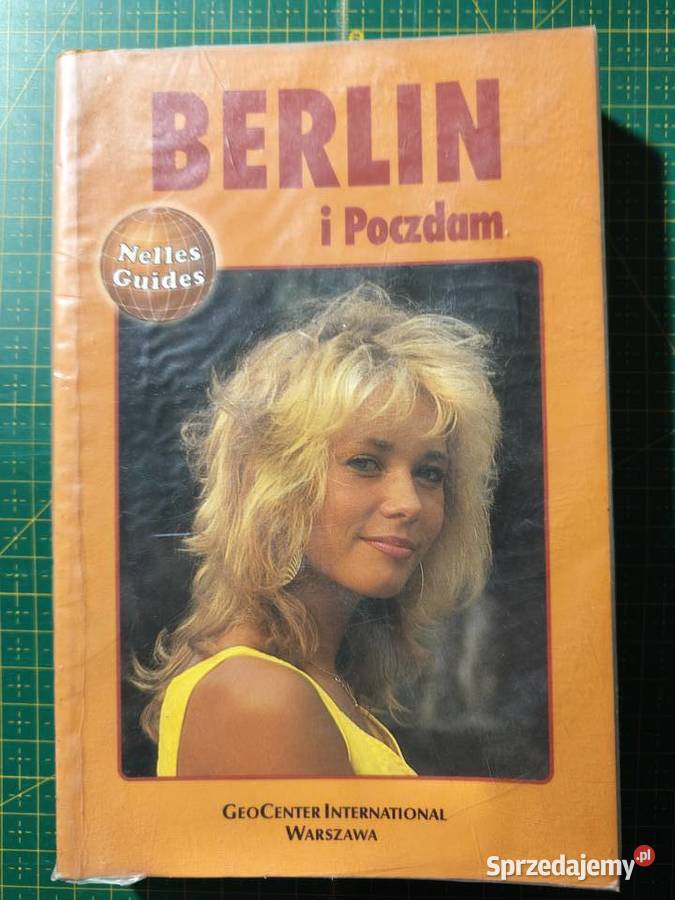 BERLIN
i Poczdam
Nelles
Guides
GEOCENTER INTERNATIONAL
WARSZAWA
Sprzedajemy.pl